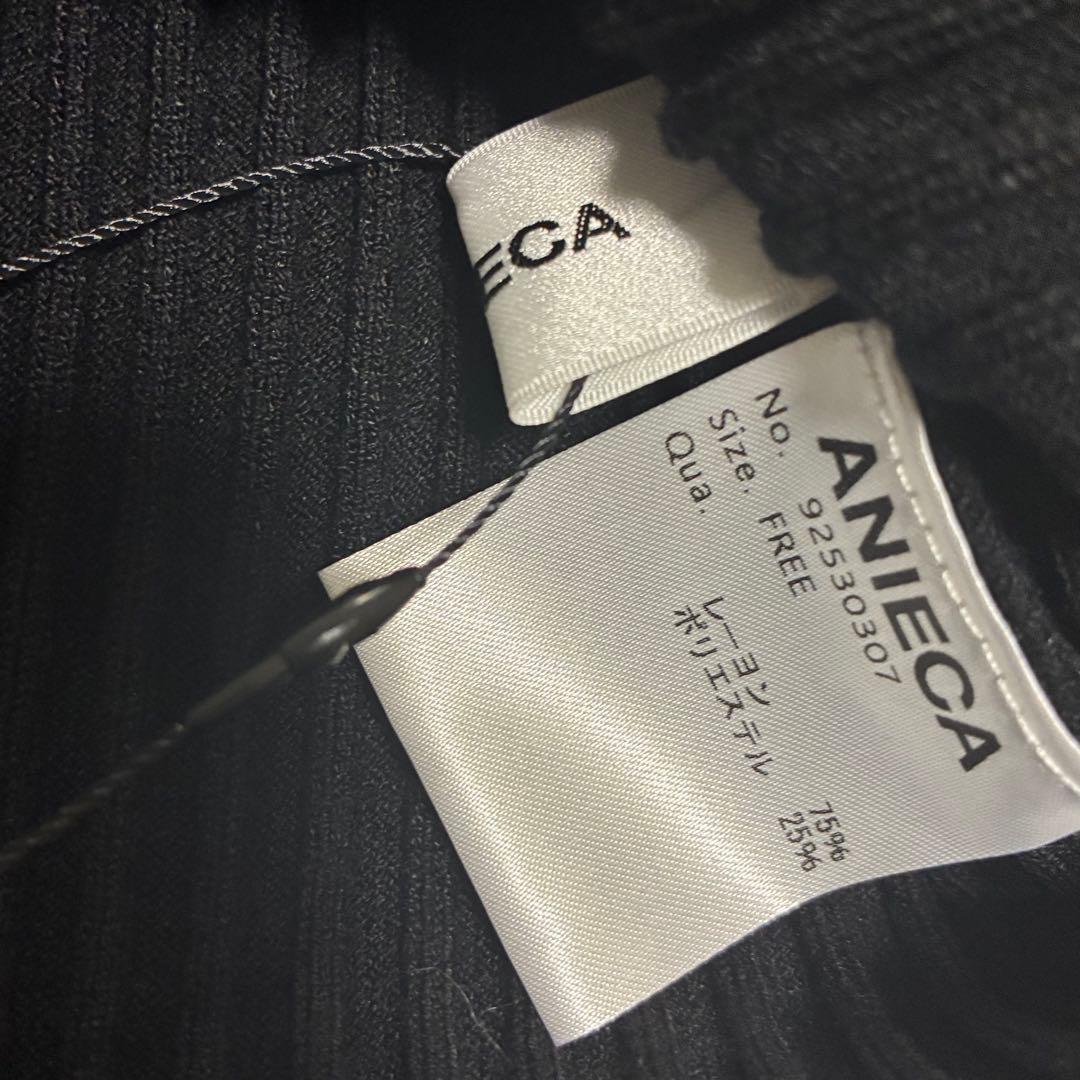 ECA
ANIECA
No. 92530307
Size. FREE
Qua.
レーヨン 75%
ポリエステル 25%